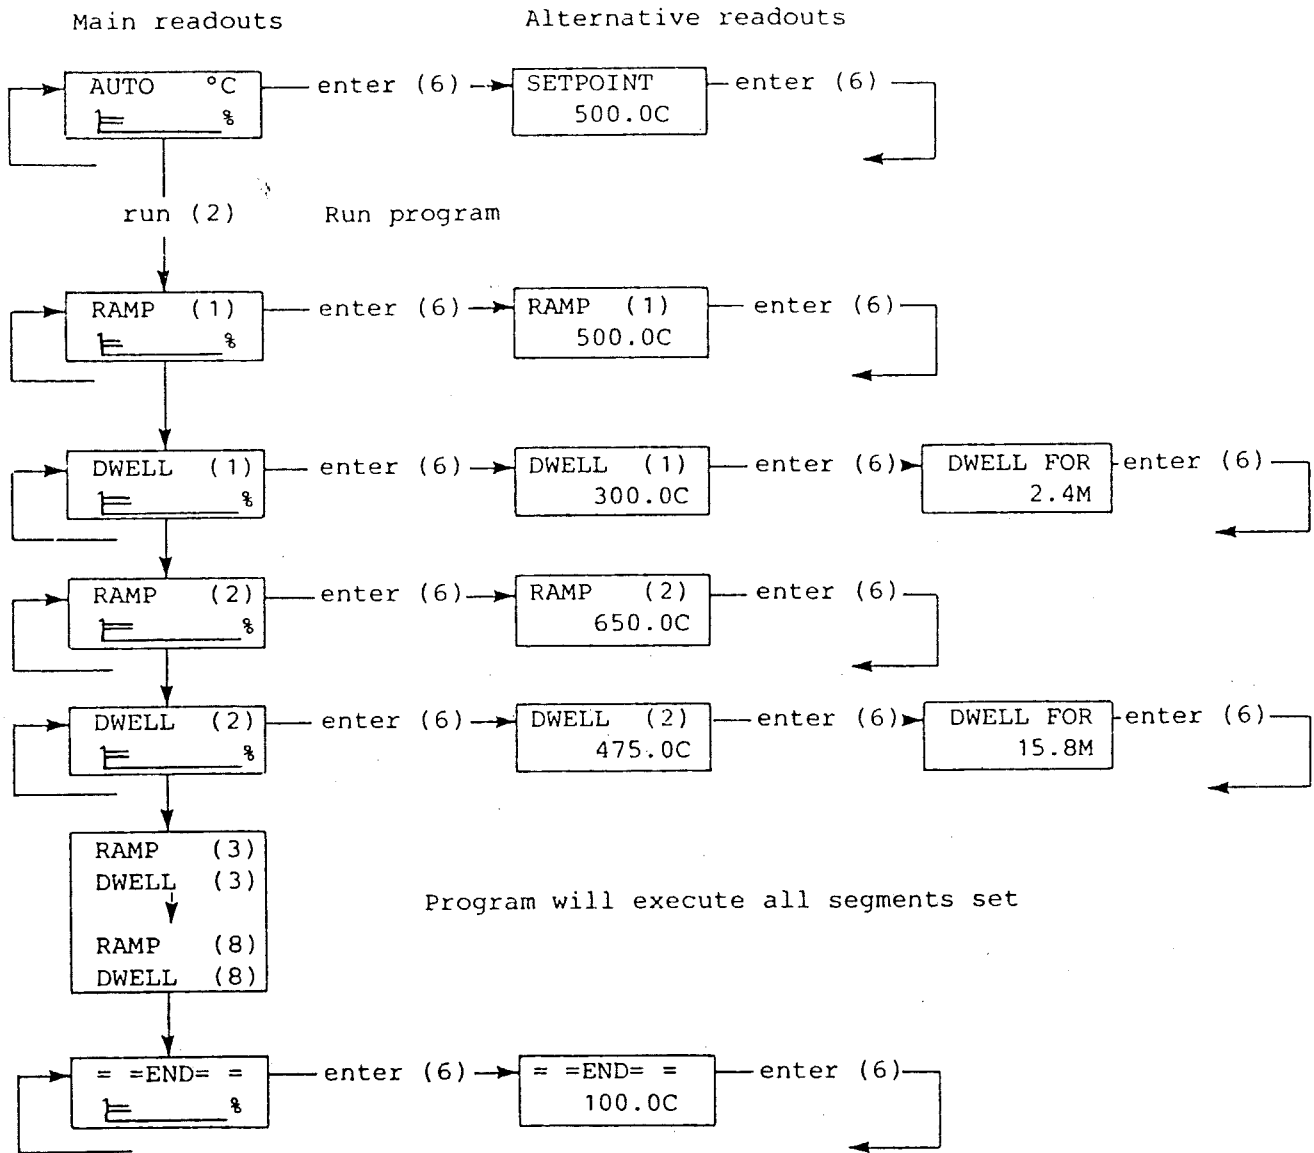 Main readouts Alternative readouts
AUTO °C enter (6) SETPOINT enter (6)
% 500.0C
run (2) Run program
RAMP (1) enter (6) RAMP (1) enter (6)
% 500.0C
DWELL (1) enter (6) DWELL (1) enter (6) DWELL FOR enter (6)
% 300.0C 2.4M
RAMP (2) enter (6) RAMP (2) enter (6)
% 650.0C
DWELL (2) enter (6) DWELL (2) enter (6) DWELL FOR enter (6)
% 475.0C 15.8M
RAMP (3)
DWELL (3)
Program will execute all segments set
RAMP (8)
DWELL (8)
= =END= = enter (6) = =END= = enter (6)
% 100.0C